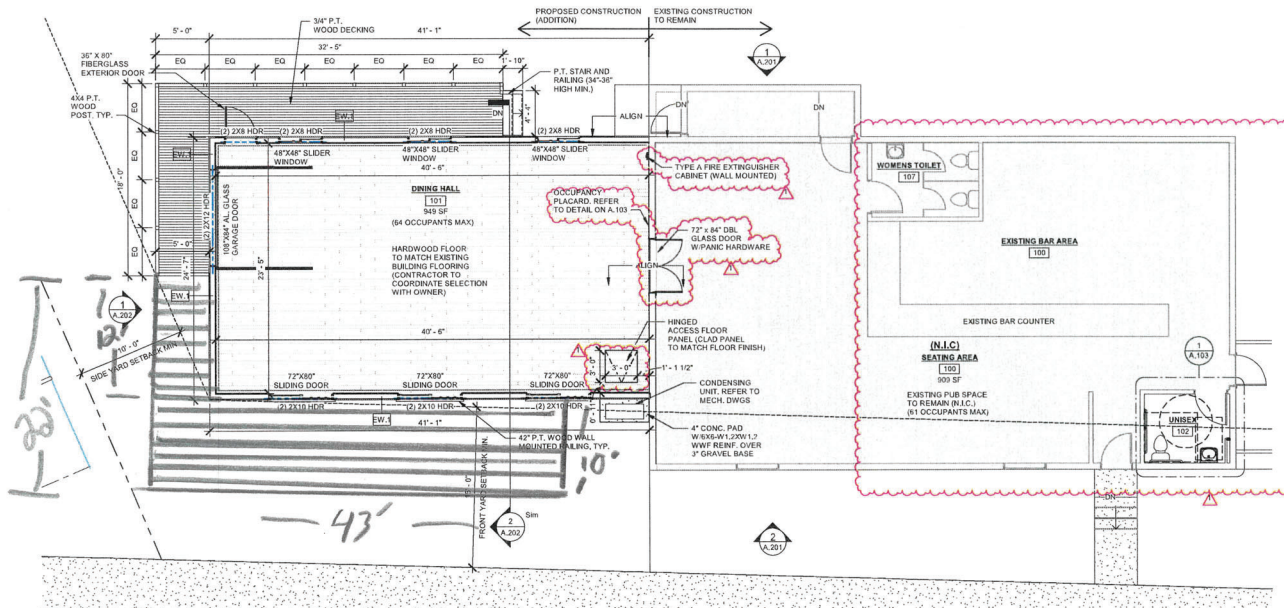 PROPOSED CONSTRUCTION
(ADDITION)
EXISTING CONSTRUCTION
TO REMAIN
3/4" P.T.
WOOD DECKING
5' - 0"
41' - 1"
32' - 5"
36" X 80"
FIBERGLASS
EXTERIOR DOOR
EQ
EQ
EQ
EQ
EQ
EQ
1' - 10"
P.T. STAIR AND
RAILING (34"-36"
HIGH MIN.)
1
A.201
4X4 P.T.
WOOD
POST, TYP.
EQ
EQ
EQ
EQ
18' - 0"
DN
4' - 4"
ALIGN
DN
DN
EW.1
(2) 2X8 HDR
(2) 2X8 HDR
(2) 2X8 HDR
(2) 2X8 HDR
EW.1
48"X48" SLIDER
WINDOW
48"X48" SLIDER
WINDOW
48"X48" SLIDER
WINDOW
40' - 6"
TYPE A FIRE EXTINGUISHER
CABINET (WALL MOUNTED)
WOMENS TOILET
107
DINING HALL
101
949 SF
(64 OCCUPANTS MAX)
OCCUPANCY
PLACARD. REFER
TO DETAIL ON A.103
72" x 84" DBL
GLASS DOOR
W/PANIC HARDWARE
(2) 2X12 HDR
108"X84" AL. GLASS
GARAGE DOOR
HARDWOOD FLOOR
TO MATCH EXISTING
BUILDING FLOORING
(CONTRACTOR TO
COORDINATE SELECTION
WITH OWNER)
5' - 0"
24' - 7"
23' - 5"
ALIGN
EXISTING BAR AREA
100
EW.1
1
A.202
12'
20'
10' - 0"
SIDE YARD SETBACK MIN
40' - 6"
HINGED
ACCESS FLOOR
PANEL (CLAD PANEL
TO MATCH FLOOR FINISH)
EXISTING BAR COUNTER
(N.I.C)
SEATING AREA
100
909 SF
EXISTING PUB SPACE
TO REMAIN (N.I.C.)
(61 OCCUPANTS MAX)
1
A.103
3' - 0"
3' - 0"
1' - 1 1/2"
72"X80"
SLIDING DOOR
72"X80"
SLIDING DOOR
72"X80"
SLIDING DOOR
CONDENSING
UNIT, REFER TO
MECH. DWGS
(2) 2X10 HDR
(2) 2X10 HDR
(2) 2X10 HDR
EW.1
41' - 1"
UNISEX
102
42" P.T. WOOD WALL
MOUNTED RAILING, TYP.
4" CONC. PAD
W/6X6-W1.2XW1.2
WWF REINF. OVER
3" GRAVEL BASE
10'
FRONT YARD SETBACK MIN.
43'
2
A.202
Sim
2
A.201
DN